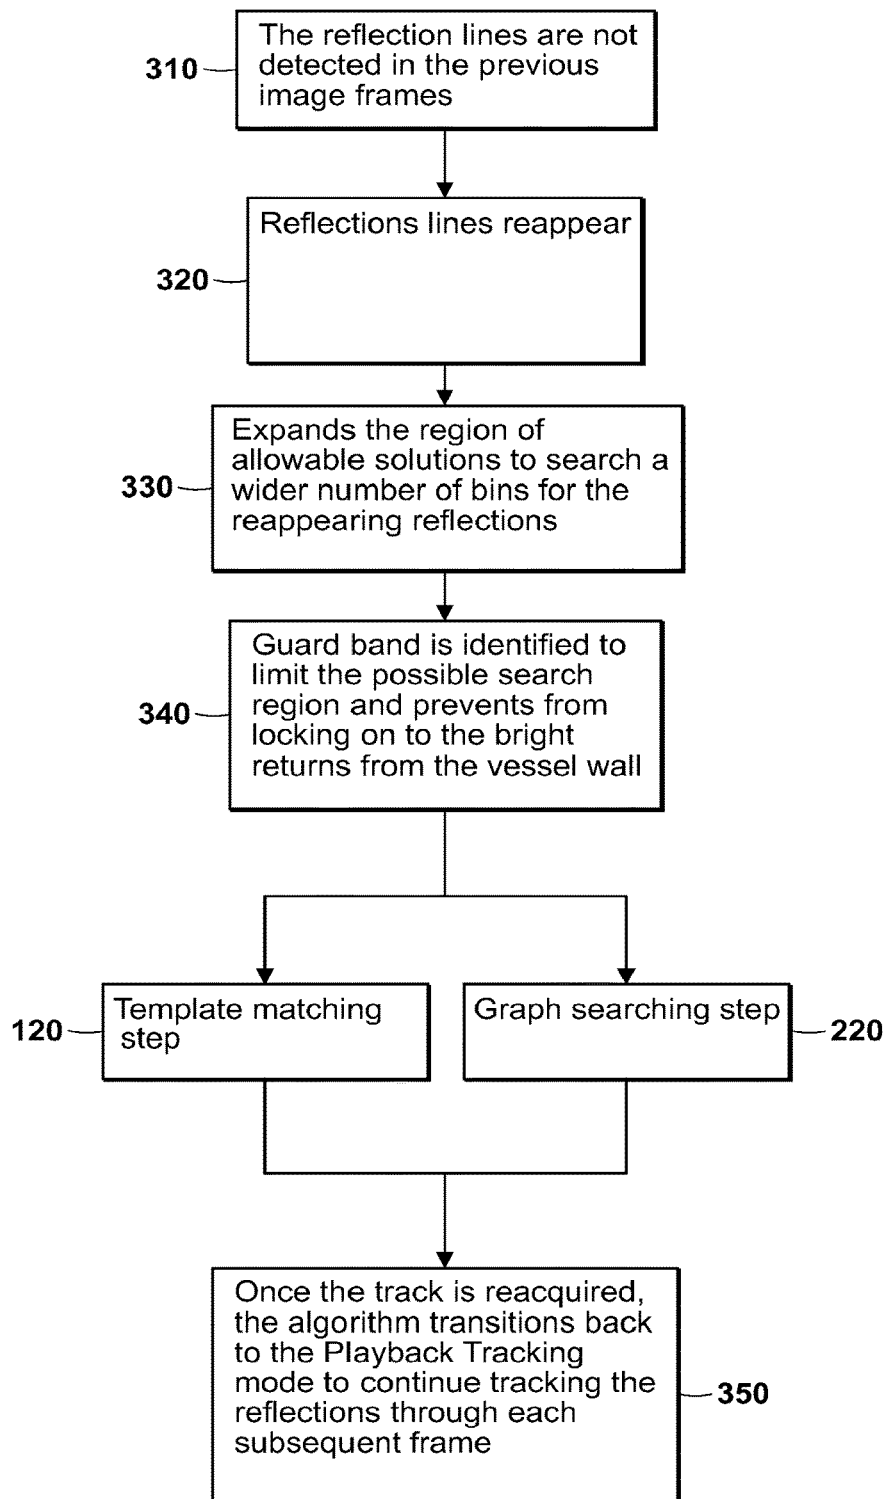 The reflection lines are not
detected in the previous
image frames
310
Reflections lines reappear
320
Expands the region of
allowable solutions to search a
wider number of bins for the
reappearing reflections
330
Guard band is identified to
limit the possible search
region and prevents from
locking on to the bright
returns from the vessel wall
340
Template matching
step
120
Graph searching step
220
Once the track is reacquired,
the algorithm transitions back
to the Playback Tracking
mode to continue tracking the
reflections through each
subsequent frame
350